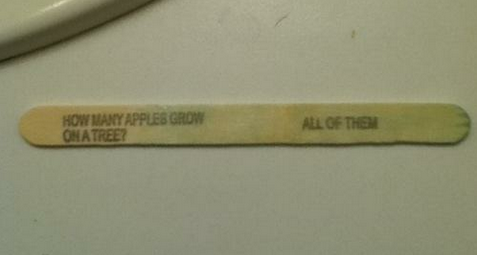 HOW MANY APPLES GROW
ON A TREE?
ALL OF THEM